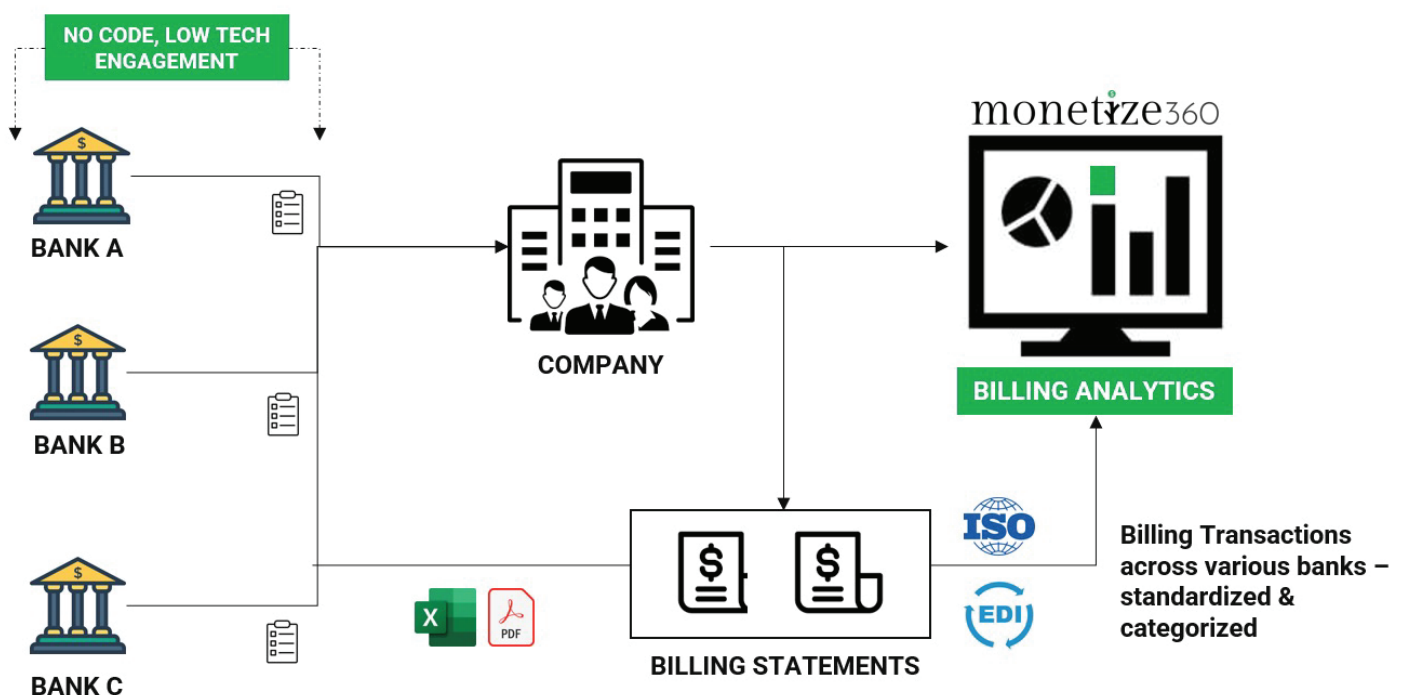 NO CODE, LOW TECH
ENGAGEMENT
monetize360
$
BANK A
COMPANY
BILLING ANALYTICS
$
BANK B
ISO
Billing Transactions
across various banks –
standardized &
categorized
$
$
$
EDI
X
PDF
BANK C
BILLING STATEMENTS